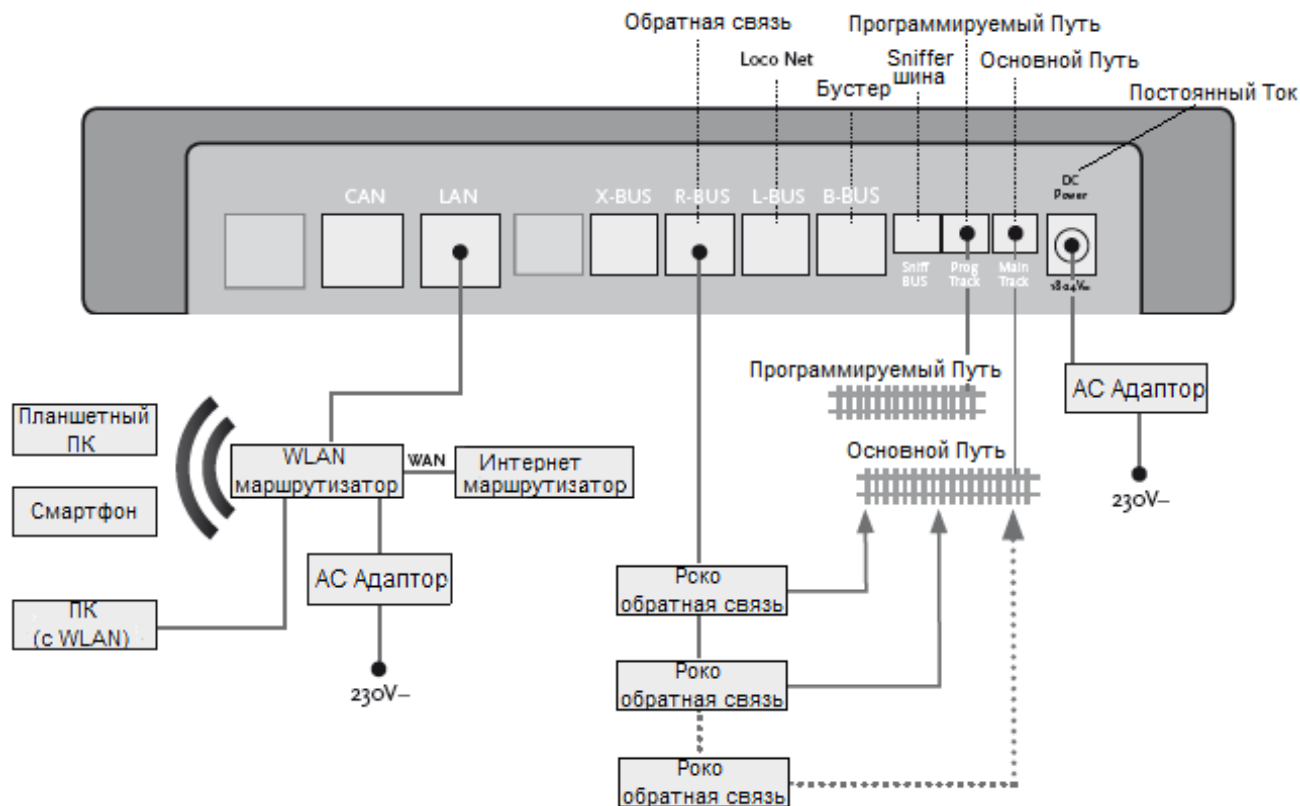 Обратная связь
Программируемый Путь
Loco Net
Sniffer
шина
Основной Путь
Бустер
Постоянный Ток
CAN
LAN
X-BUS
R-BUS
L-BUS
B-BUS
DC
Power
Sniff
BUS
Prog
Track
Main
Track
Программируемый Путь
АС Адаптор
Планшетный
ПК
WLAN
маршрутизатор
WAN
Интернет
маршрутизатор
Основной Путь
230V~
Смартфон
АС Адаптор
Роко
обратная связь
ПК
(с WLAN)
Роко
обратная связь
230V~
Роко
обратная связь